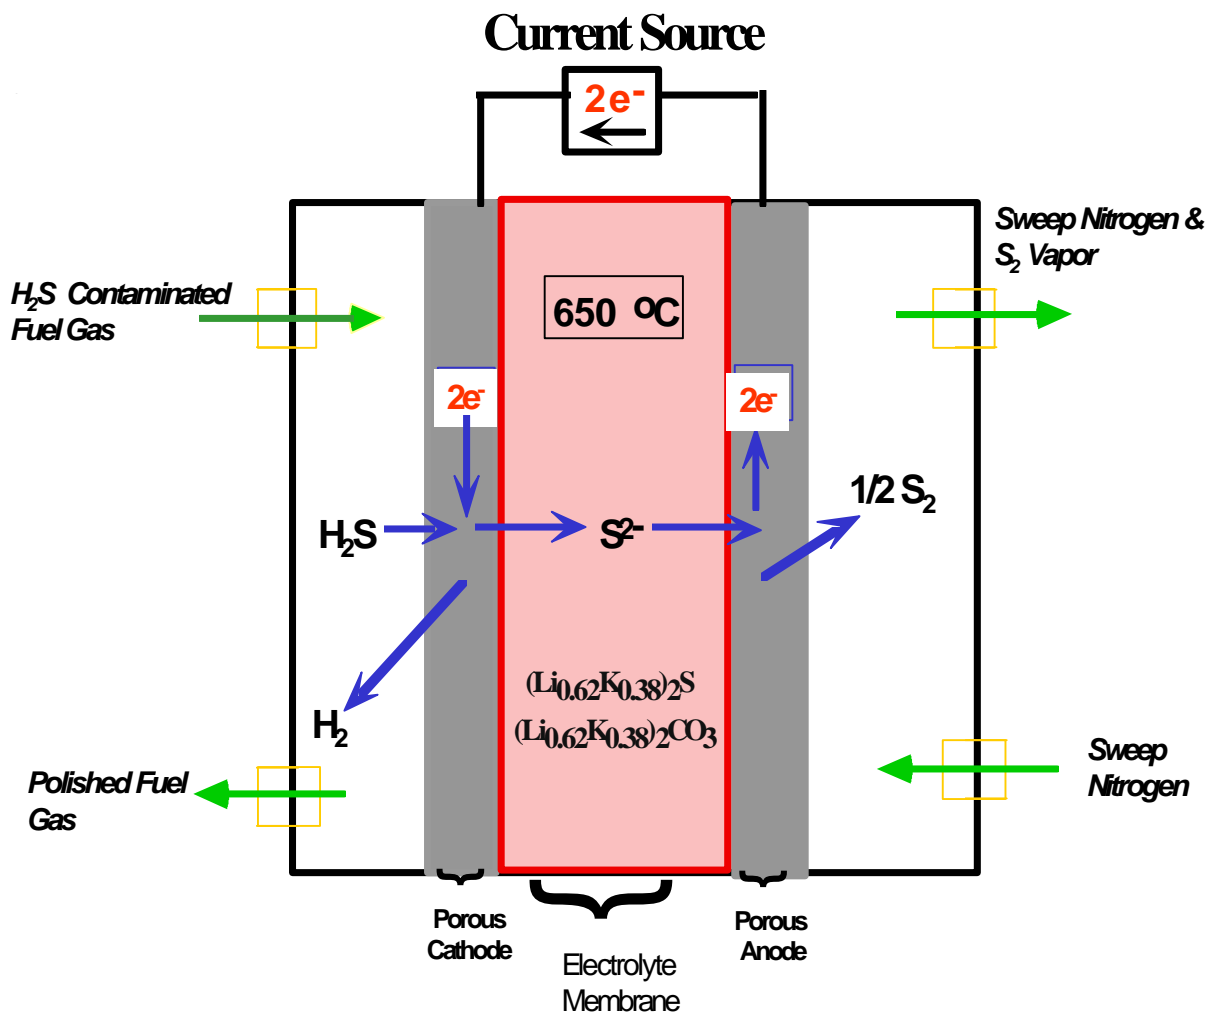 Current Source
2e-
H2S Contaminated
Fuel Gas
Sweep Nitrogen &
S2 Vapor
650 oC
2e-
2e-
1/2 S2
H2S
S2-
(Li0.62K0.38)2S
(Li0.62K0.38)2CO3
H2
Polished Fuel
Gas
Sweep
Nitrogen
Porous
Cathode
Electrolyte
Membrane
Porous
Anode